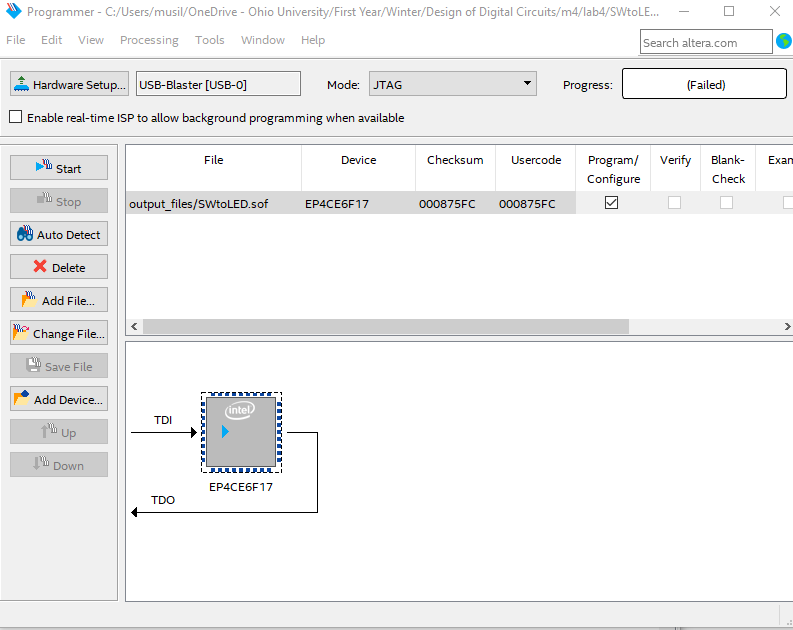 Programmer - C:/Users/musil/OneDrive - Ohio University/First Year/Winter/Design of Digital Circuits/m4/lab4/SWtoLE...
File Edit View Processing Tools Window Help
Search altera.com
Hardware Setup... USB-Blaster [USB-0] Mode: JTAG Progress: (Failed)
Enable real-time ISP to allow background programming when available
File Device Checksum Usercode Program/ Verify Blank- Exam
Configure Check
output_files/SWtoLED.sof EP4CE6F17 000875FC 000875FC
Start
Stop
Auto Detect
Delete
Add File...
Change File...
Save File
Add Device...
Up
Down
intel
TDI
EP4CE6F17
TDO